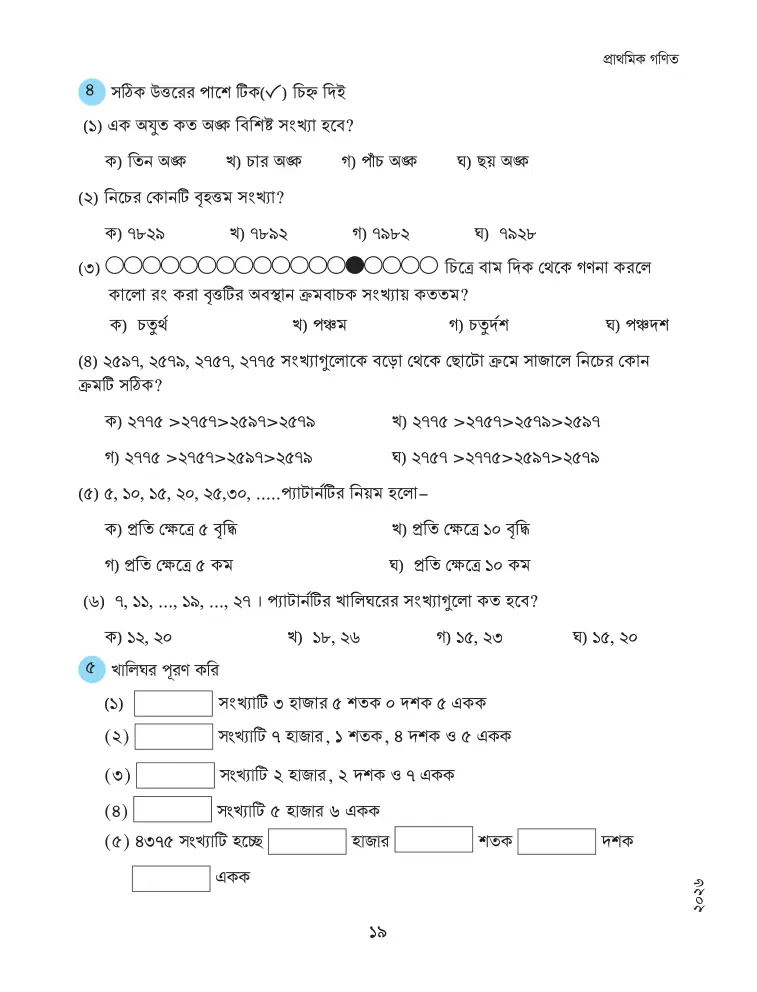 প্রাথমিক গণিত
৪ সঠিক উত্তরের পাশে টিক(✓) চিহ্ন দিই
(১) এক অযুত কত অঙ্ক বিশিষ্ট সংখ্যা হবে?
ক) তিন অঙ্ক খ) চার অঙ্ক গ) পাঁচ অঙ্ক ঘ) ছয় অঙ্ক
(২) নিচের কোনটি বৃহত্তম সংখ্যা?
ক) ৭৮২৯ খ) ৭৮৯২ গ) ৭৯৮২ ঘ) ৭৯২৮
(৩) চিত্রে বাম দিক থেকে গণনা করলে
কালো রং করা বৃত্তটির অবস্থান ক্রমবাচক সংখ্যায় কততম?
ক) চতুর্থ খ) পঞ্চম গ) চতুর্দশ ঘ) পঞ্চদশ
(৪) ২৫৯৭, ২৫৭৯, ২৭৫৭, ২৭৭৫ সংখ্যাগুলোকে বড়ো থেকে ছোটো ক্রমে সাজালে নিচের কোন
ক্রমটি সঠিক?
ক) ২৭৭৫ >২৭৫৭>২৫৯৭>২৫৭৯ খ) ২৭৭৫ >২৭৫৭>২৫৭৯>২৫৯৭
গ) ২৭৭৫ >২৭৫৭>২৫৯৭>২৫৭৯ ঘ) ২৭৫৭ >২৭৭৫>২৫৯৭>২৫৭৯
(৫) ৫, ১০, ১৫, ২০, ২৫,৩০, .....প্যাটার্নটির নিয়ম হলো–
ক) প্রতি ক্ষেত্রে ৫ বৃদ্ধি খ) প্রতি ক্ষেত্রে ১০ বৃদ্ধি
গ) প্রতি ক্ষেত্রে ৫ কম ঘ) প্রতি ক্ষেত্রে ১০ কম
(৬) ৭, ১১, ..., ১৯, ..., ২৭ । প্যাটার্নটির খালিঘরের সংখ্যাগুলো কত হবে?
ক) ১২, ২০ খ) ১৮, ২৬ গ) ১৫, ২৩ ঘ) ১৫, ২০
৫ খালিঘর পূরণ করি
(১) সংখ্যাটি ৩ হাজার ৫ শতক ০ দশক ৫ একক
(২) সংখ্যাটি ৭ হাজার, ১ শতক, ৪ দশক ও ৫ একক
(৩) সংখ্যাটি ২ হাজার, ২ দশক ও ৭ একক
(৪) সংখ্যাটি ৫ হাজার ৬ একক
(৫) ৪৩৭৫ সংখ্যাটি হচ্ছে হাজার শতক দশক
একক
২০২৬
১৯